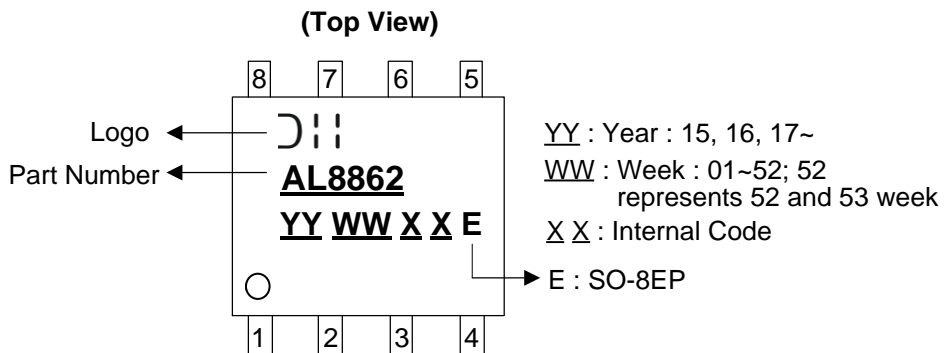 (Top View)
8 7 6 5
Logo
Part Number
AL8862
YY WW X X E
1 2 3 4
YY : Year : 15, 16, 17~
WW : Week : 01~52; 52
represents 52 and 53 week
X X : Internal Code
E : SO-8EP